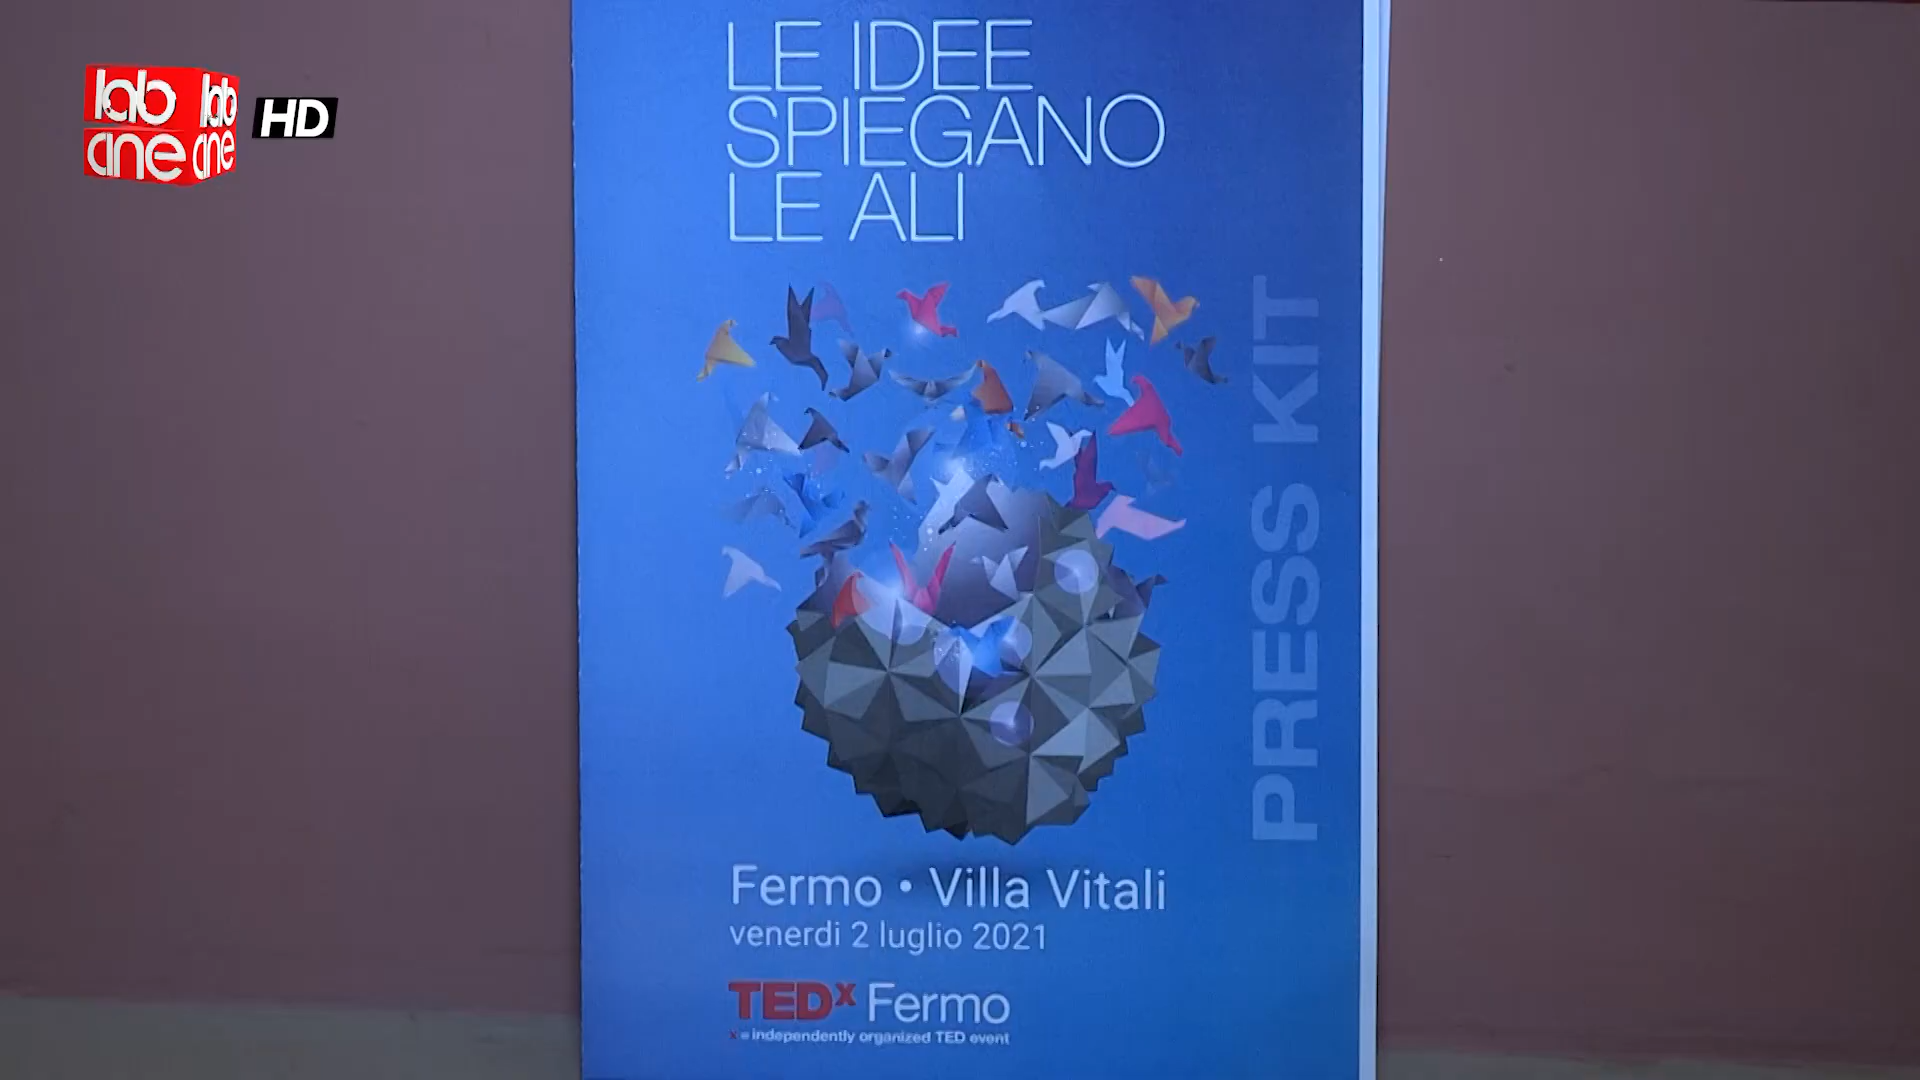 lab
cine
lab
cine
HD
LE IDEE
SPIEGANO
LE ALI
PRESS KIT
Fermo • Villa Vitali
venerdi 2 luglio 2021
TEDx Fermo
x = independently organized TED event